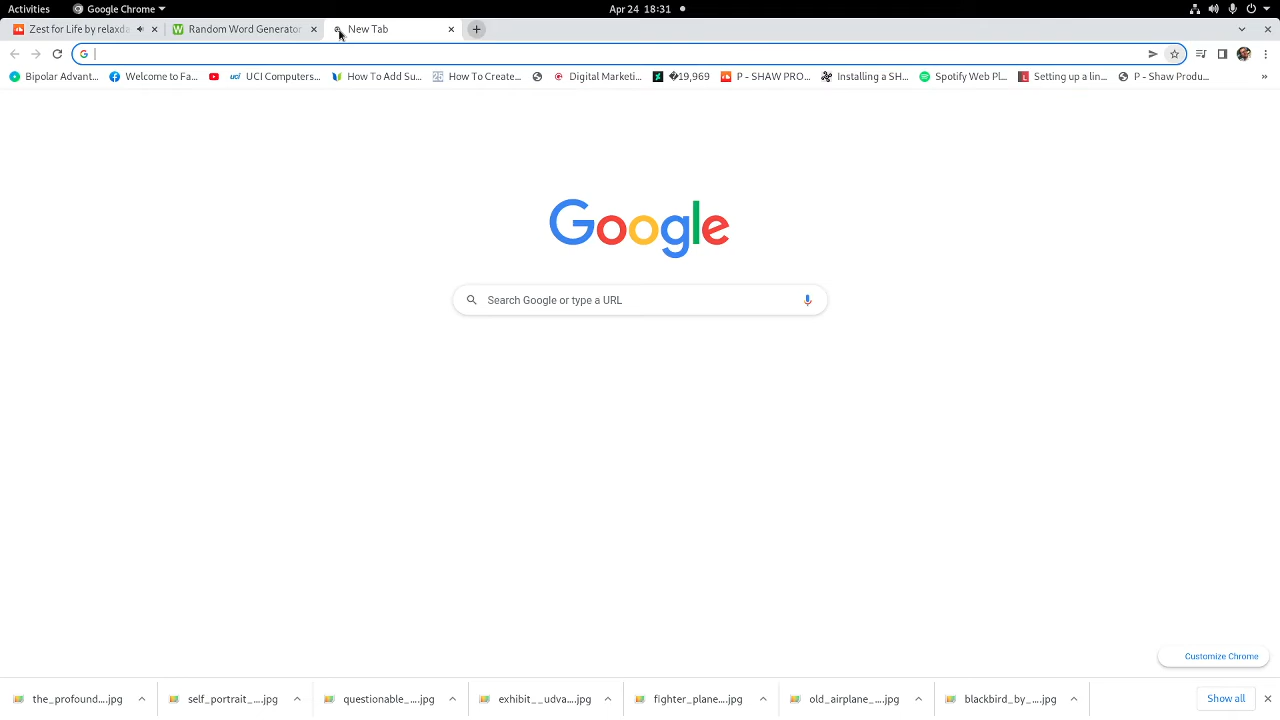 Activities Google Chrome Apr 24 18:31
Zest for Life by relaxda Random Word Generator New Tab
Bipolar Advant... Welcome to Fa... UCI Computers... How To Add Su... How To Create... Digital Marketi... �19,969 P - SHAW PRO... Installing a SH... Spotify Web Pl... Setting up a lin... P - Shaw Produ... »
Google
Search Google or type a URL
Customize Chrome
the_profound....jpg self_portrait_....jpg questionable_....jpg exhibit__udva....jpg fighter_plane....jpg old_airplane_....jpg blackbird_by_....jpg Show all